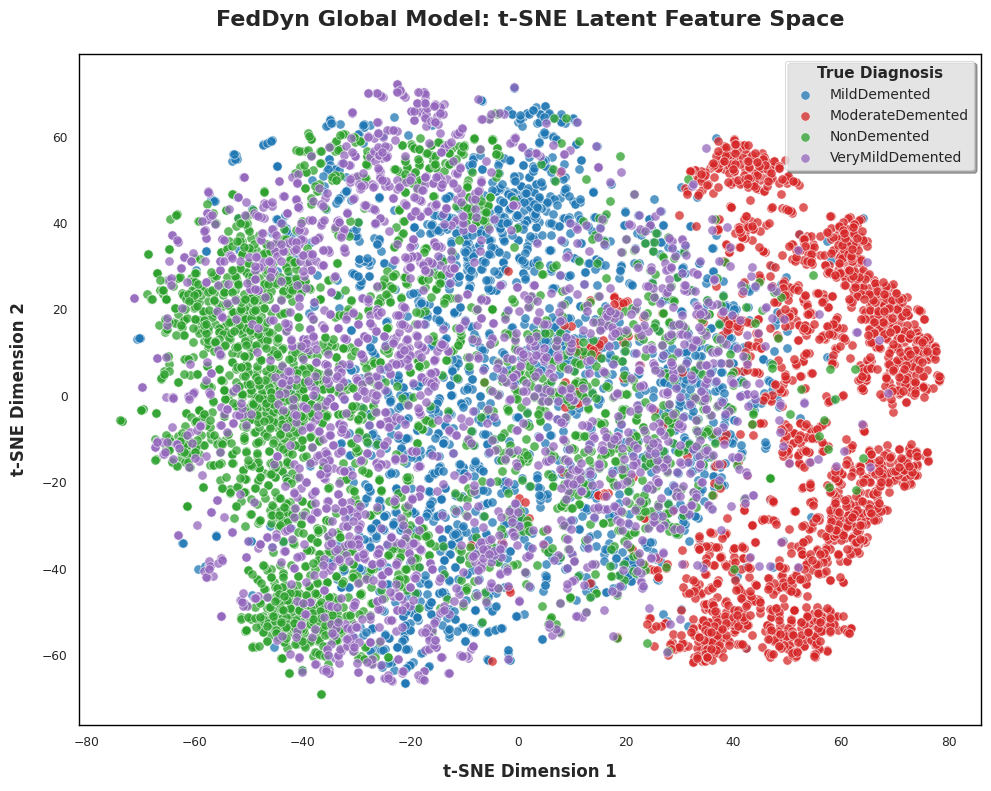 FedDyn Global Model: t-SNE Latent Feature Space
True Diagnosis
MildDemented
ModerateDemented
NonDemented
VeryMildDemented
t-SNE Dimension 2
60
40
20
0
−20
−40
−60
−80
−60
−40
−20
0
20
40
60
80
t-SNE Dimension 1